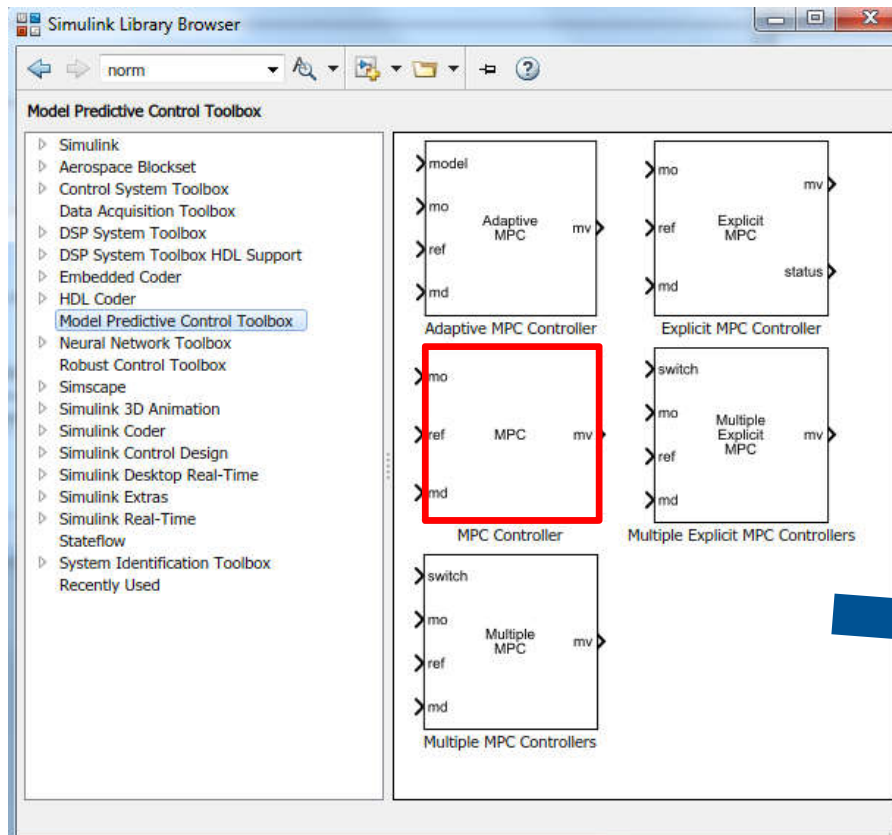 Simulink Library Browser
norm
Model Predictive Control Toolbox
Simulink
Aerospace Blockset
Control System Toolbox
Data Acquisition Toolbox
DSP System Toolbox
DSP System Toolbox HDL Support
Embedded Coder
HDL Coder
Model Predictive Control Toolbox
Neural Network Toolbox
Robust Control Toolbox
Simscape
Simulink 3D Animation
Simulink Coder
Simulink Control Design
Simulink Desktop Real-Time
Simulink Extras
Simulink Real-Time
Stateflow
System Identification Toolbox
Recently Used
model
mo
ref
md
Adaptive
MPC
mv
Adaptive MPC Controller
mo
ref
md
Explicit
MPC
mv
status
Explicit MPC Controller
mo
ref
md
MPC
mv
MPC Controller
switch
mo
ref
md
Multiple
Explicit
MPC
mv
Multiple Explicit MPC Controllers
switch
mo
ref
md
Multiple
MPC
mv
Multiple MPC Controllers